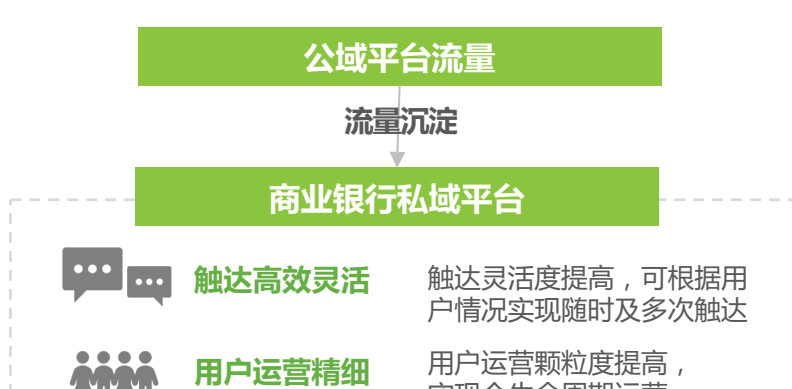 公域平台流量
流量沉淀
商业银行私域平台
触达高效灵活
触达灵活度提高，可根据用
户情况实现随时及多次触达
用户运营精细
用户运营颗粒度提高，